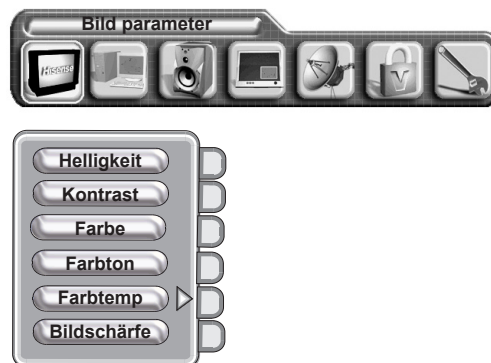 Bild parameter
Hisense
Helligkeit
Kontrast
Farbe
Farbton
Farbtemp
Bildschärfe